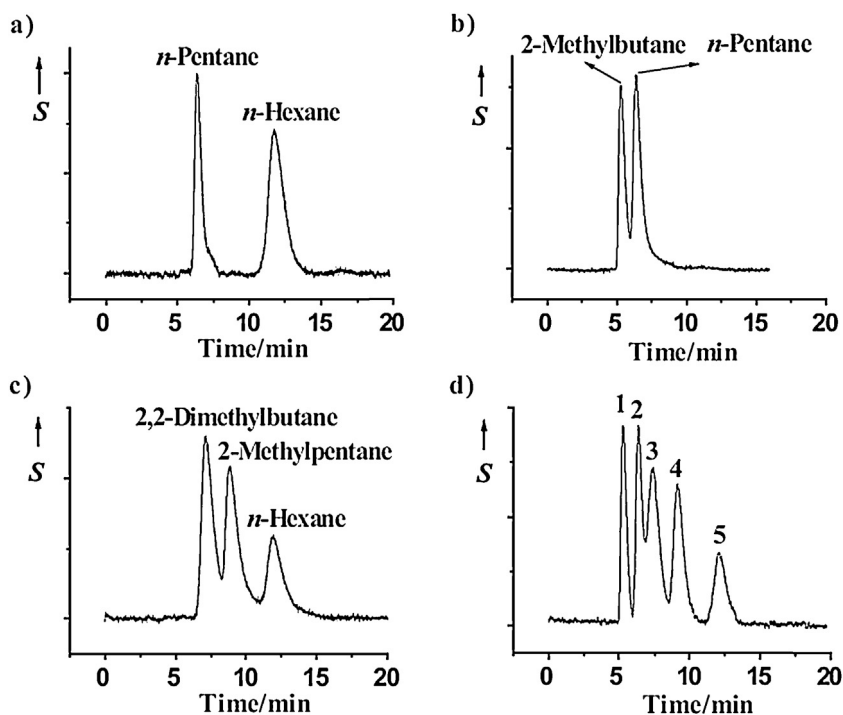 a)
n-Pentane
n-Hexane
S
0 5 10 15 20
Time/min
b)
2-Methylbutane
n-Pentane
S
0 5 10 15 20
Time/min
c)
2,2-Dimethylbutane
2-Methylpentane
n-Hexane
S
0 5 10 15 20
Time/min
d)
1 2
3
4
5
S
0 5 10 15 20
Time/min